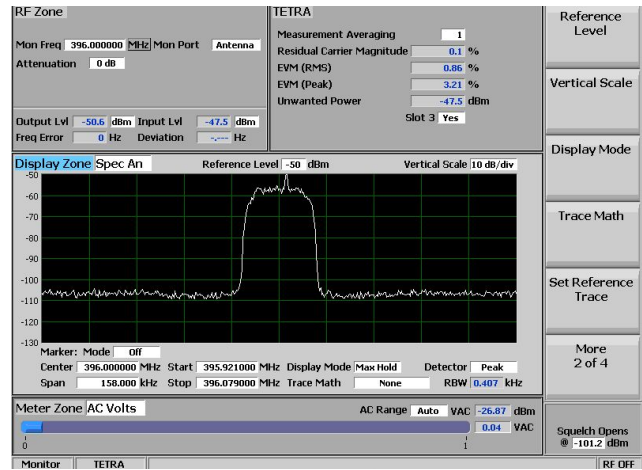 RF Zone
Mon Freq 396.000000 MHz Mon Port Antenna
Attenuation 0 dB
Output Lvl -50.6 dBm Input Lvl -47.5 dBm
Freq Error 0 Hz Deviation -.--- Hz
TETRA
Measurement Averaging 1
Residual Carrier Magnitude 0.1 %
EVM (RMS) 0.86 %
EVM (Peak) 3.21 %
Unwanted Power -47.5 dBm
Slot 3 Yes
Display Zone Spec An Reference Level -50 dBm Vertical Scale 10 dB/div
-50
-60
-70
-80
-90
-100
-110
-120
-130
Marker: Mode Off
Center 396.000000 MHz Start 395.921000 MHz Display Mode Max Hold Detector Peak
Span 158.000 kHz Stop 396.079000 MHz Trace Math None RBW 0.407 kHz
Meter Zone AC Volts AC Range Auto VAC -26.87 dBm
0.04 VAC
0 1
Monitor TETRA RF OFF
Reference
Level
Vertical Scale
Display Mode
Trace Math
Set Reference
Trace
More
2 of 4
Squelch Opens
@ -101.2 dBm